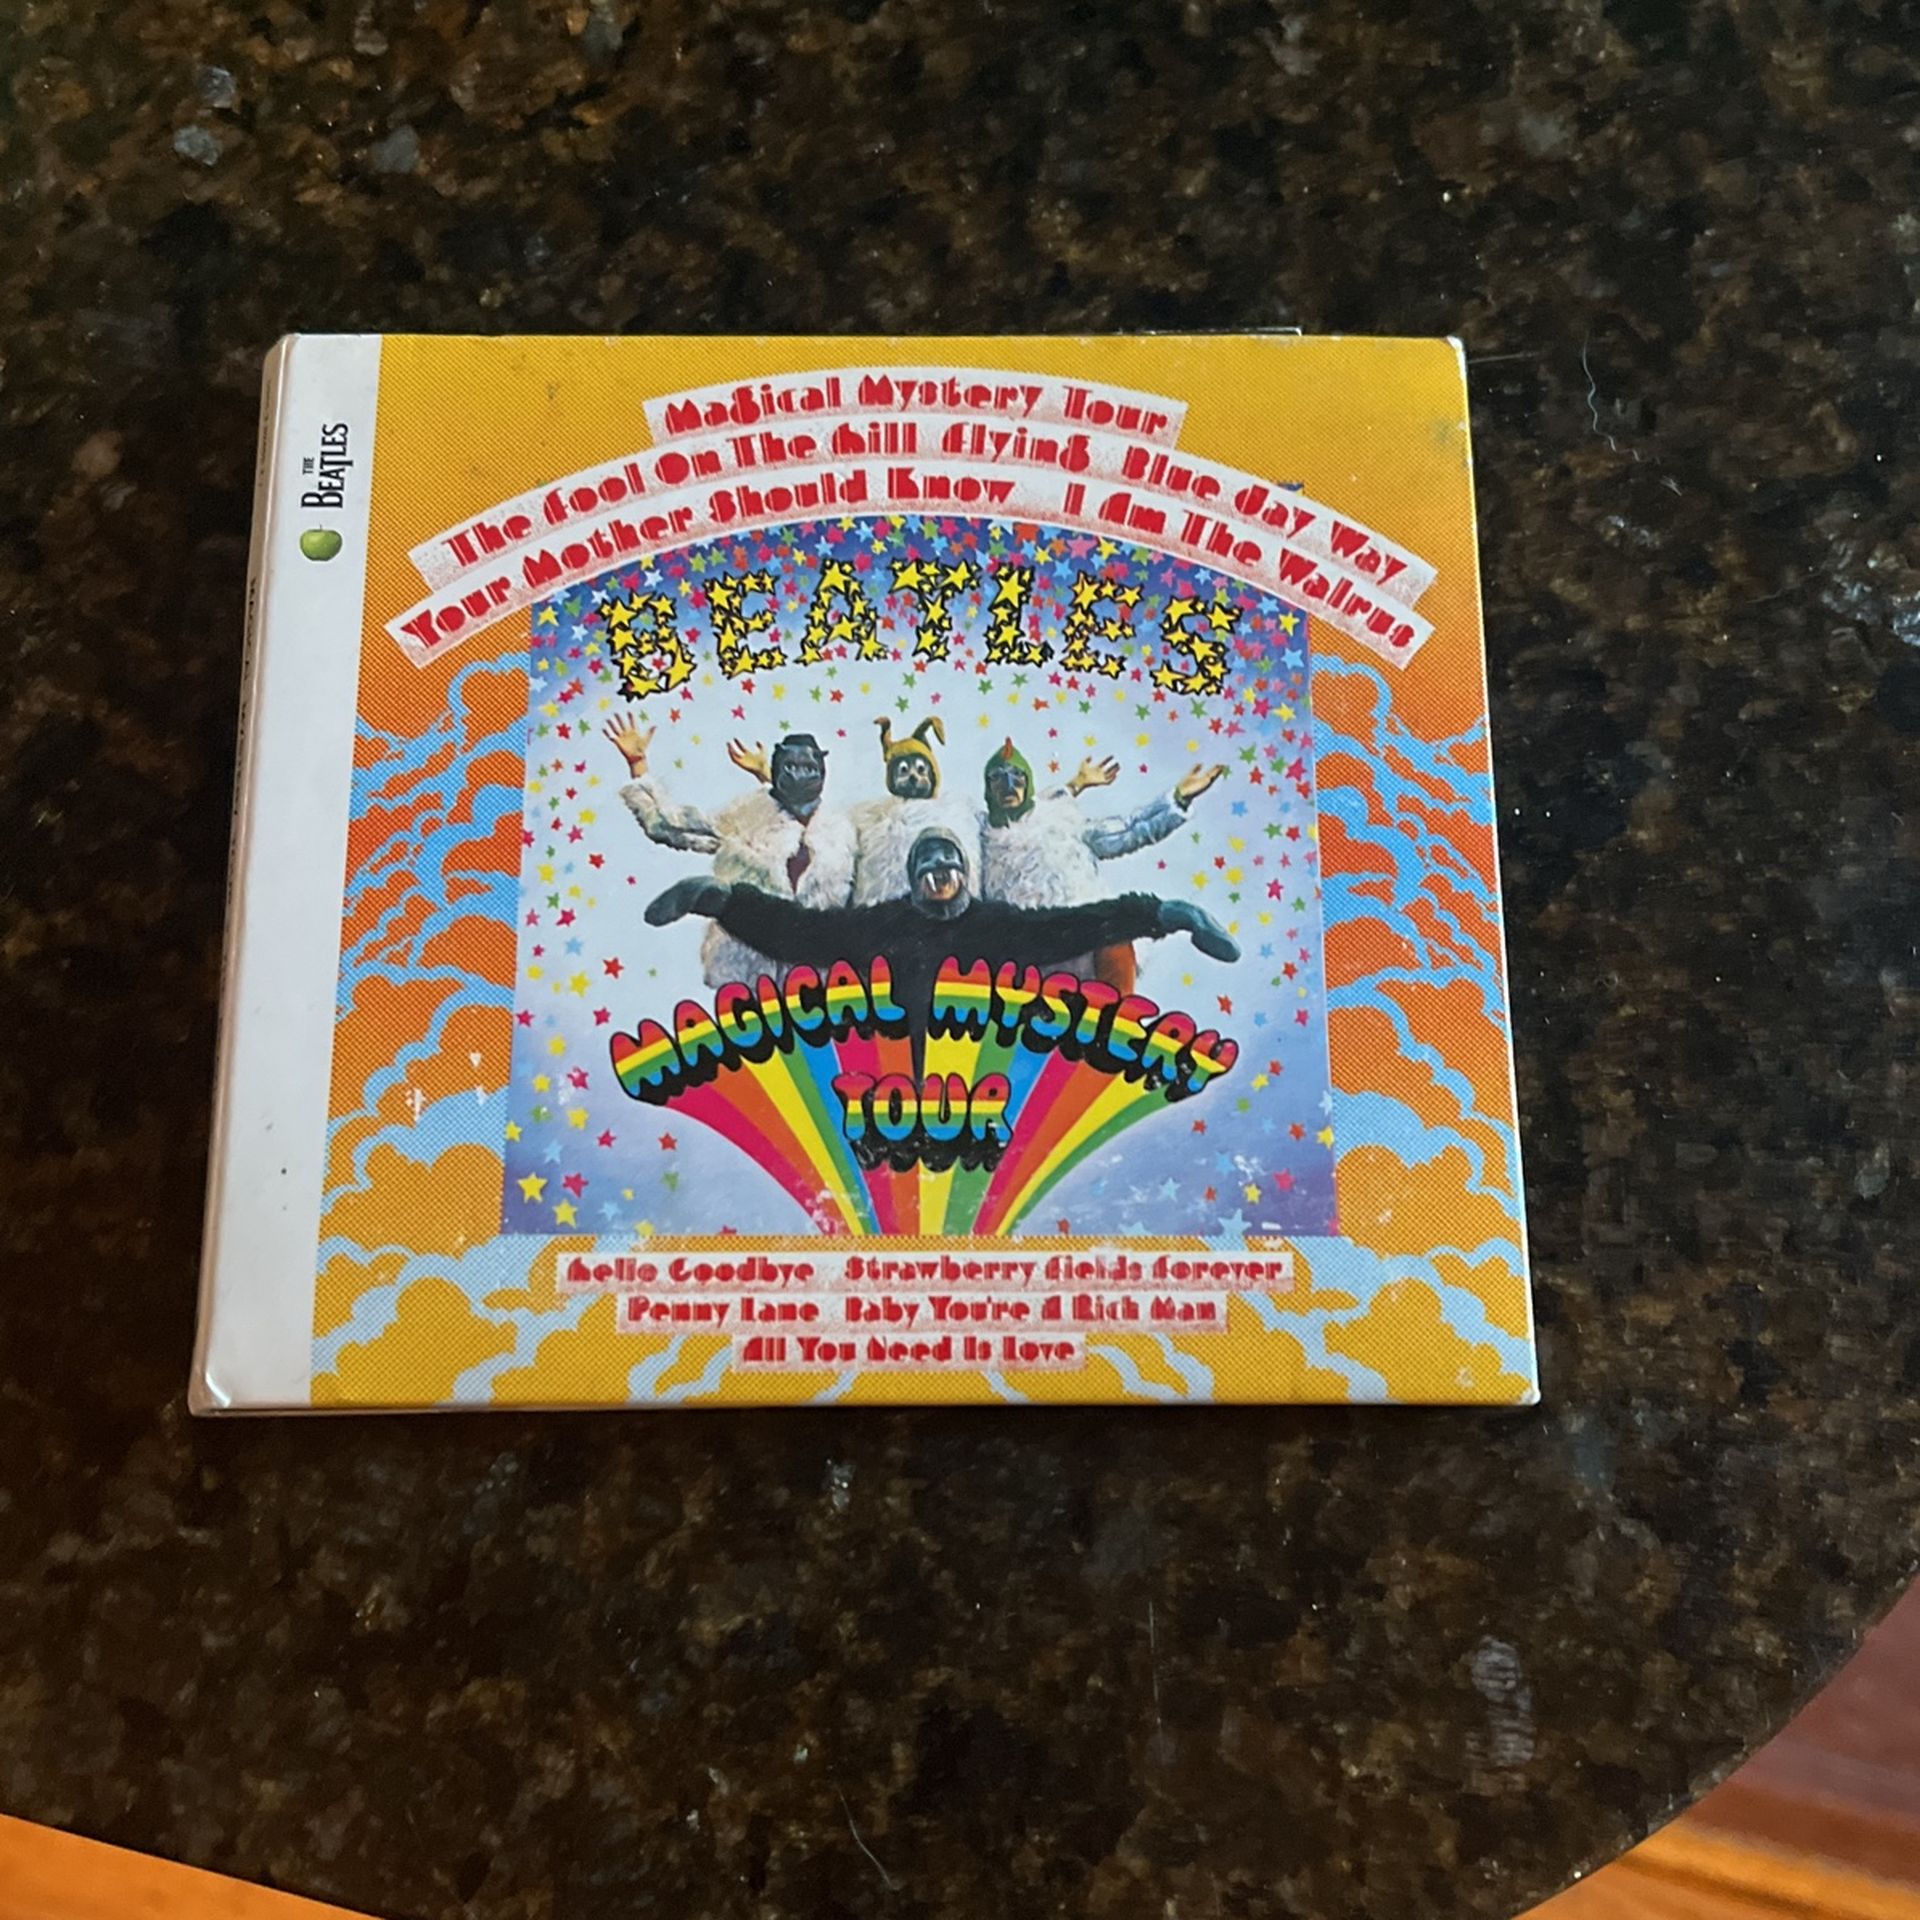 THE
BEATLES
Magical Mystery Tour
The Fool On The Hill Flying Blue Jay Way
Your Mother Should Know I Am The Walrus
BEATLES
MAGICAL MYSTERY
TOUR
Hello Goodbye Strawberry Fields Forever
Penny Lane Baby You're A Rich Man
All You Need Is Love